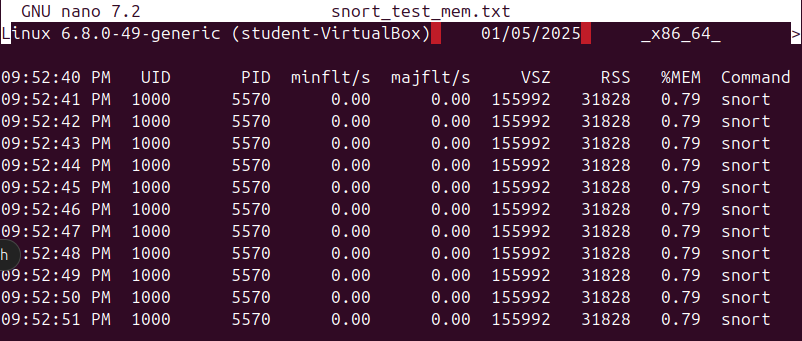 GNU nano 7.2 snort_test_mem.txt
Linux 6.8.0-49-generic (student-VirtualBox) 01/05/2025 _x86_64_ >
09:52:40 PM UID PID minflt/s majflt/s VSZ RSS %MEM Command
09:52:41 PM 1000 5570 0.00 0.00 155992 31828 0.79 snort
09:52:42 PM 1000 5570 0.00 0.00 155992 31828 0.79 snort
09:52:43 PM 1000 5570 0.00 0.00 155992 31828 0.79 snort
09:52:44 PM 1000 5570 0.00 0.00 155992 31828 0.79 snort
09:52:45 PM 1000 5570 0.00 0.00 155992 31828 0.79 snort
09:52:46 PM 1000 5570 0.00 0.00 155992 31828 0.79 snort
09:52:47 PM 1000 5570 0.00 0.00 155992 31828 0.79 snort
h :52:48 PM 1000 5570 0.00 0.00 155992 31828 0.79 snort
09:52:49 PM 1000 5570 0.00 0.00 155992 31828 0.79 snort
09:52:50 PM 1000 5570 0.00 0.00 155992 31828 0.79 snort
09:52:51 PM 1000 5570 0.00 0.00 155992 31828 0.79 snort